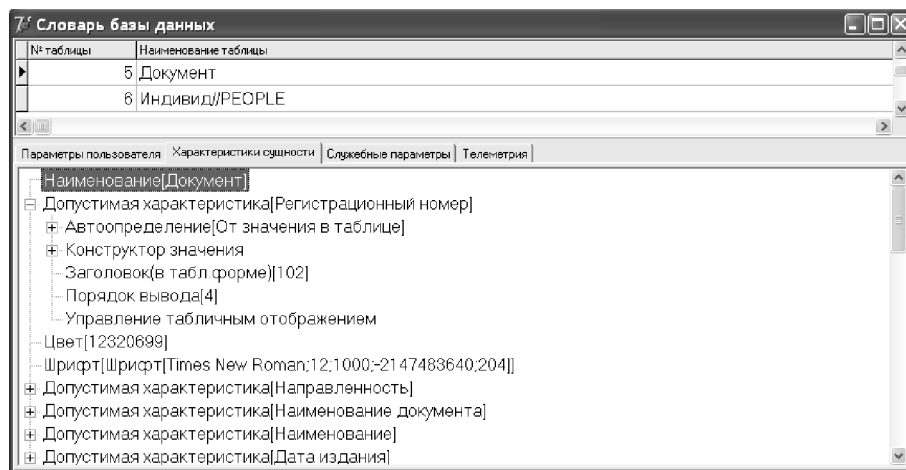 Словарь базы данных
№ таблицы Наименование таблицы
5 Документ
6 Индивид//PEOPLE
Параметры пользователя Характеристики сущности Служебные параметры Телеметрия
Наименование[Документ]
Допустимая характеристика[Регистрационный номер]
Автоопределение[От значения в таблице]
Конструктор значения
Заголовок(в табл.форме)[102]
Порядок вывода[4]
Управление табличным отображением
Цвет[12320699]
Шрифт[Шрифт[Times New Roman;12;1000;-2147483640;204]]
Допустимая характеристика[Направленность]
Допустимая характеристика[Наименование документа]
Допустимая характеристика[Наименование]
Допустимая характеристика[Дата издания]